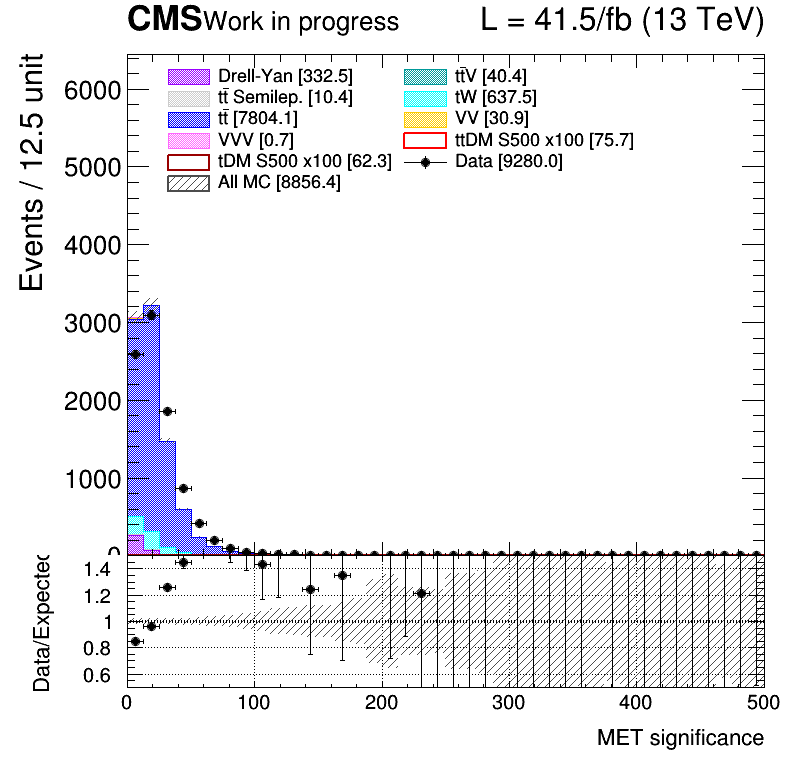 CMS Work in progress L = 41.5/fb (13 TeV)
Events / 12.5 unit
Drell-Yan [332.5] tt̄V [40.4]
tt̄ Semilep. [10.4] tW [637.5]
tt̄ [7804.1] VV [30.9]
VVV [0.7] ttDM S500 x100 [75.7]
tDM S500 x100 [62.3] Data [9280.0]
All MC [8856.4]
6000
5000
4000
3000
2000
1000
0
Data/Expected
1.4
1.2
1
0.8
0.6
0 100 200 300 400 500
MET significance